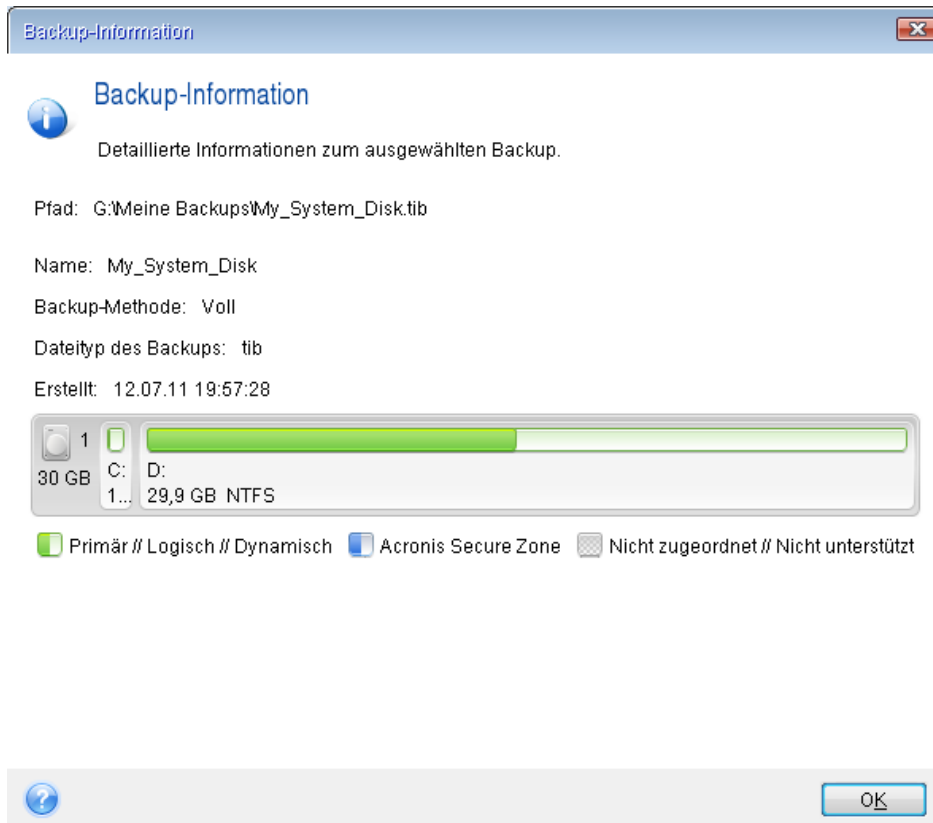 Backup-Information
Backup-Information
Detaillierte Informationen zum ausgewählten Backup.
Pfad: G:\Meine Backups\My_System_Disk.tib
Name: My_System_Disk
Backup-Methode: Voll
Dateityp des Backups: tib
Erstellt: 12.07.11 19:57:28
1
30 GB
C:
1...
D:
29,9 GB NTFS
Primär // Logisch // Dynamisch Acronis Secure Zone Nicht zugeordnet // Nicht unterstützt
OK